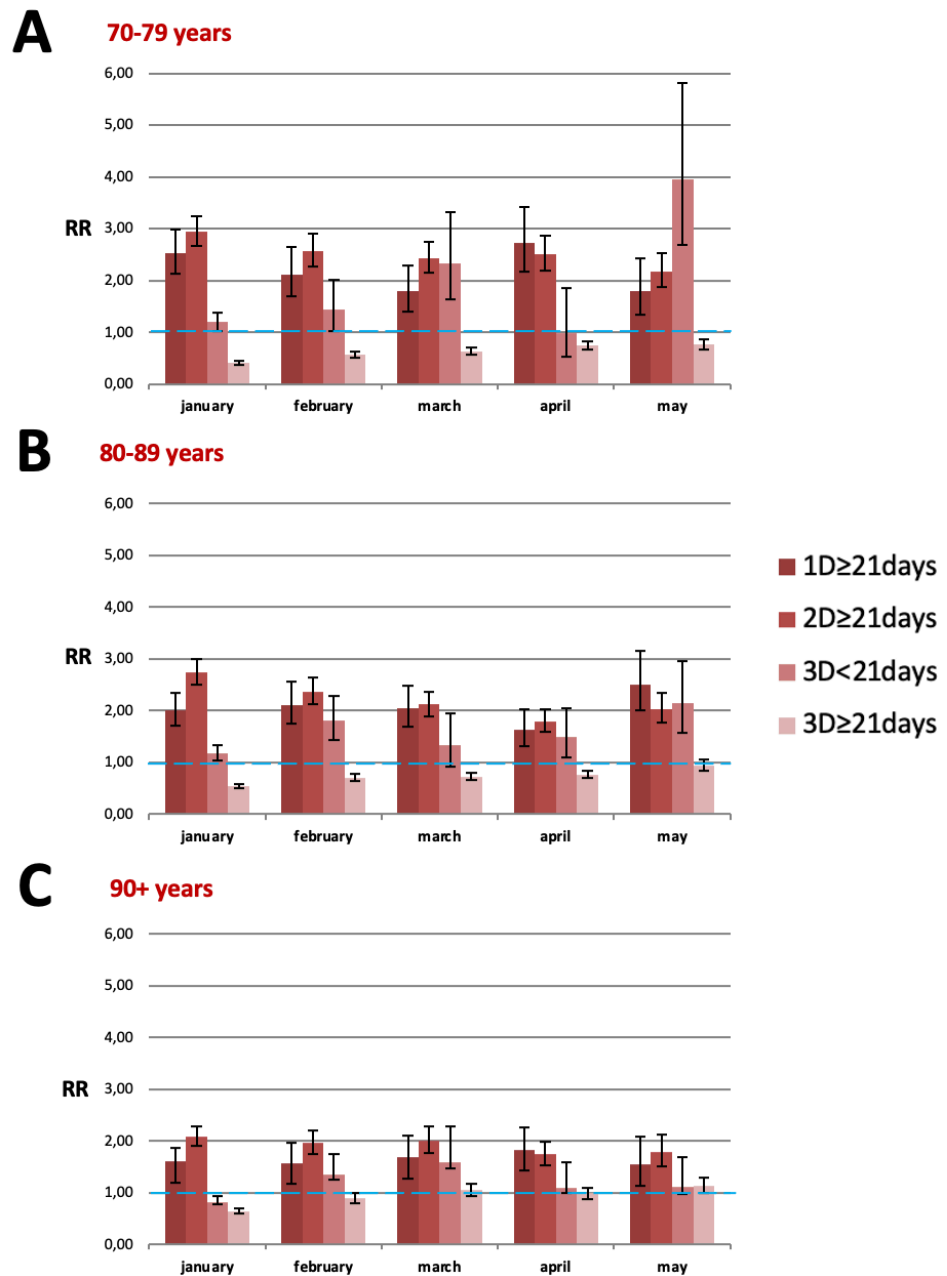 A
70-79 years
6,00
5,00
4,00
RR
3,00
2,00
1,00
0,00
january february march april may
B
80-89 years
6,00
5,00
4,00
RR
3,00
2,00
1,00
0,00
january february march april may
1D≥21days
2D≥21days
3D<21days
3D≥21days
C
90+ years
6,00
5,00
4,00
RR
3,00
2,00
1,00
0,00
january february march april may